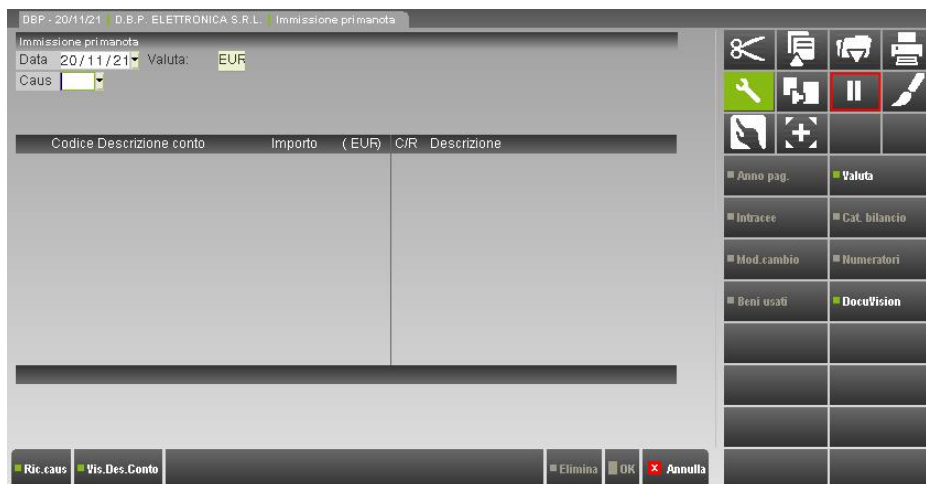 DBP - 20/11/21 D.B.P. ELETTRONICA S.R.L. Immissione primanota
Immissione primanota
Data 20/11/21 Valuta: EUR
Caus
Codice Descrizione conto Importo (EUR) C/R Descrizione
Anno pag. Valuta
Intracee Cat. bilancio
Mod.cambio Numeratori
Beni usati DocuVision
Ric.caus Vis.Des.Conto Elimina OK Annulla